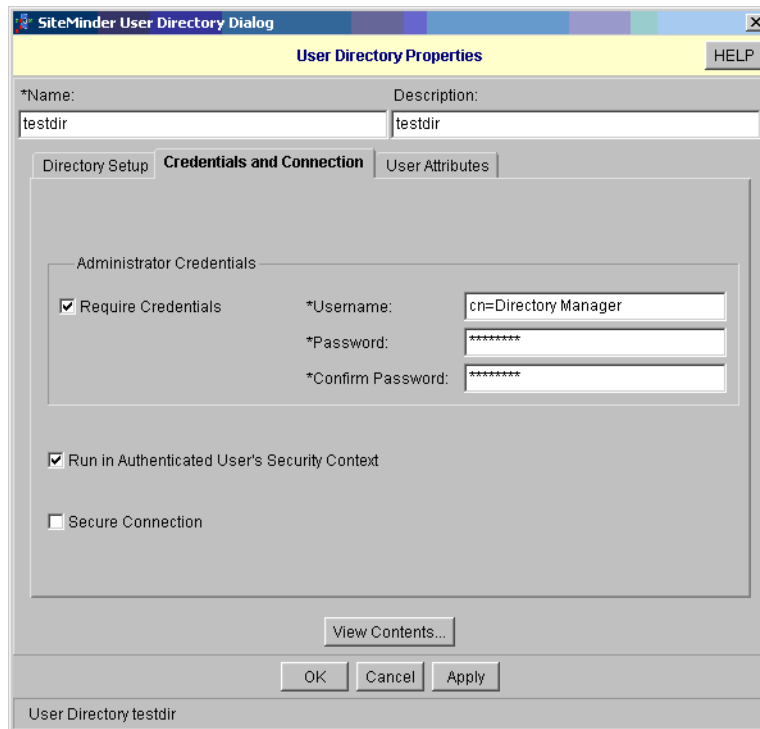 SiteMinder User Directory Dialog
User Directory Properties HELP
*Name: Description:
testdir testdir
Directory Setup Credentials and Connection User Attributes
Administrator Credentials
Require Credentials *Username: cn=Directory Manager
*Password: ********
*Confirm Password: ********
Run in Authenticated User's Security Context
Secure Connection
View Contents...
OK Cancel Apply
User Directory testdir